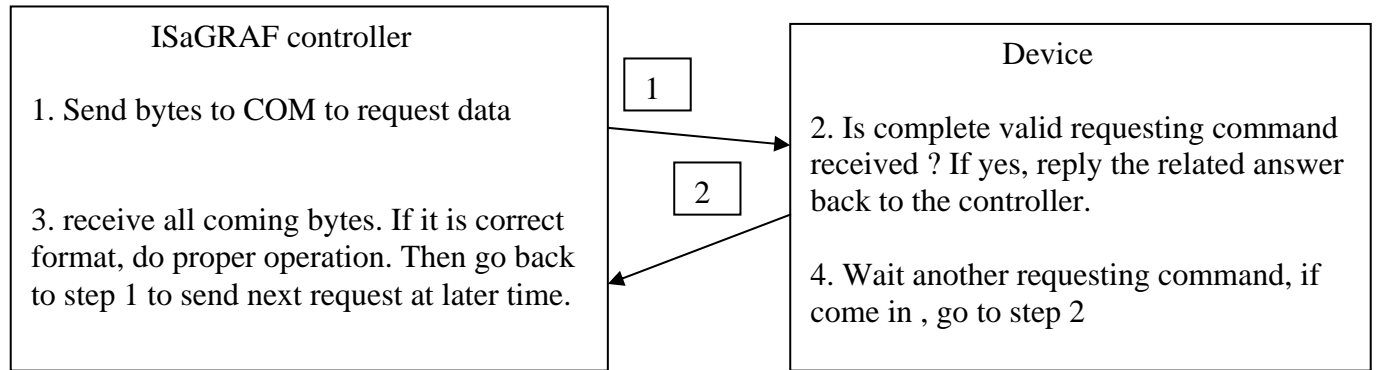 ISaGRAF controller
1. Send bytes to COM to request data
3. receive all coming bytes. If it is correct
format, do proper operation. Then go back
to step 1 to send next request at later time.
1
2
Device
2. Is complete valid requesting command
received ? If yes, reply the related answer
back to the controller.
4. Wait another requesting command, if
come in , go to step 2